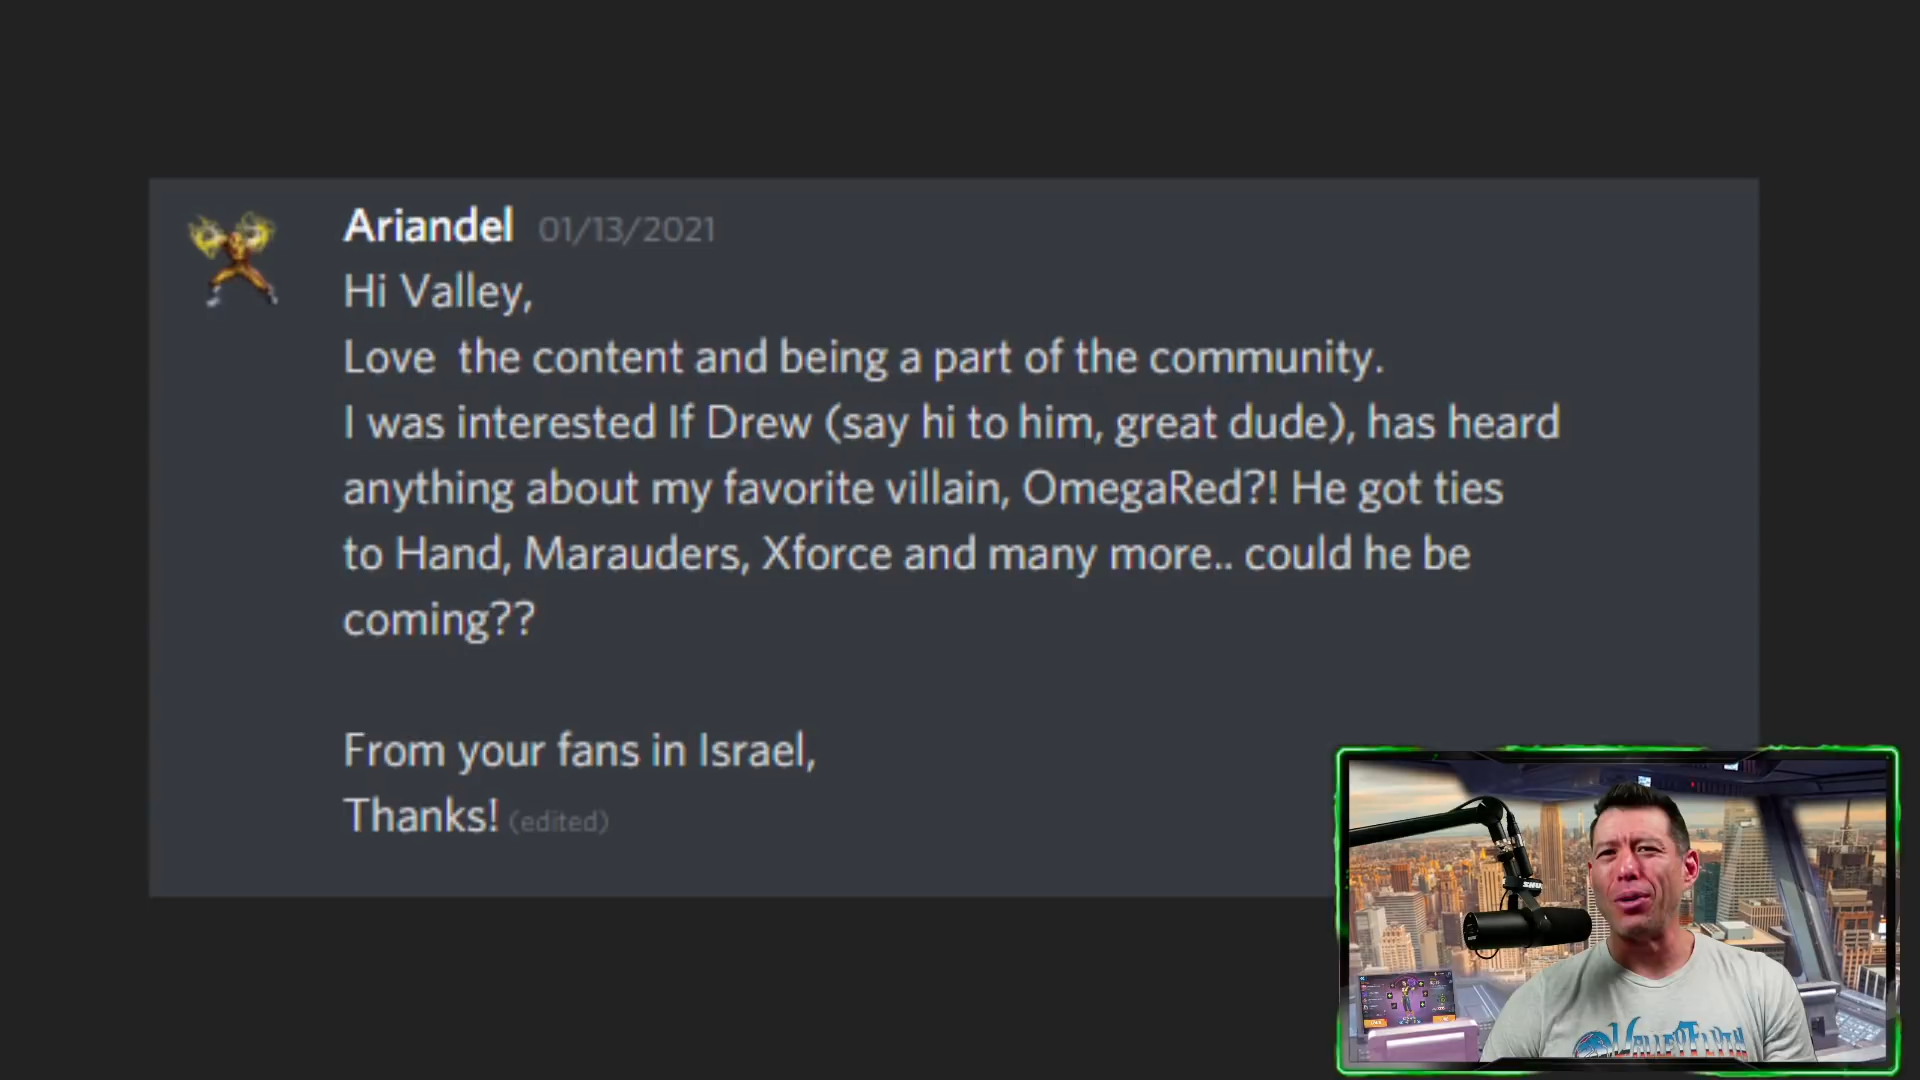 Ariandel 01/13/2021
Hi Valley,
Love the content and being a part of the community.
I was interested If Drew (say hi to him, great dude), has heard
anything about my favorite villain, OmegaRed?! He got ties
to Hand, Marauders, Xforce and many more.. could he be
coming??
From your fans in Israel,
Thanks! (edited)
VALLEYFLYIN